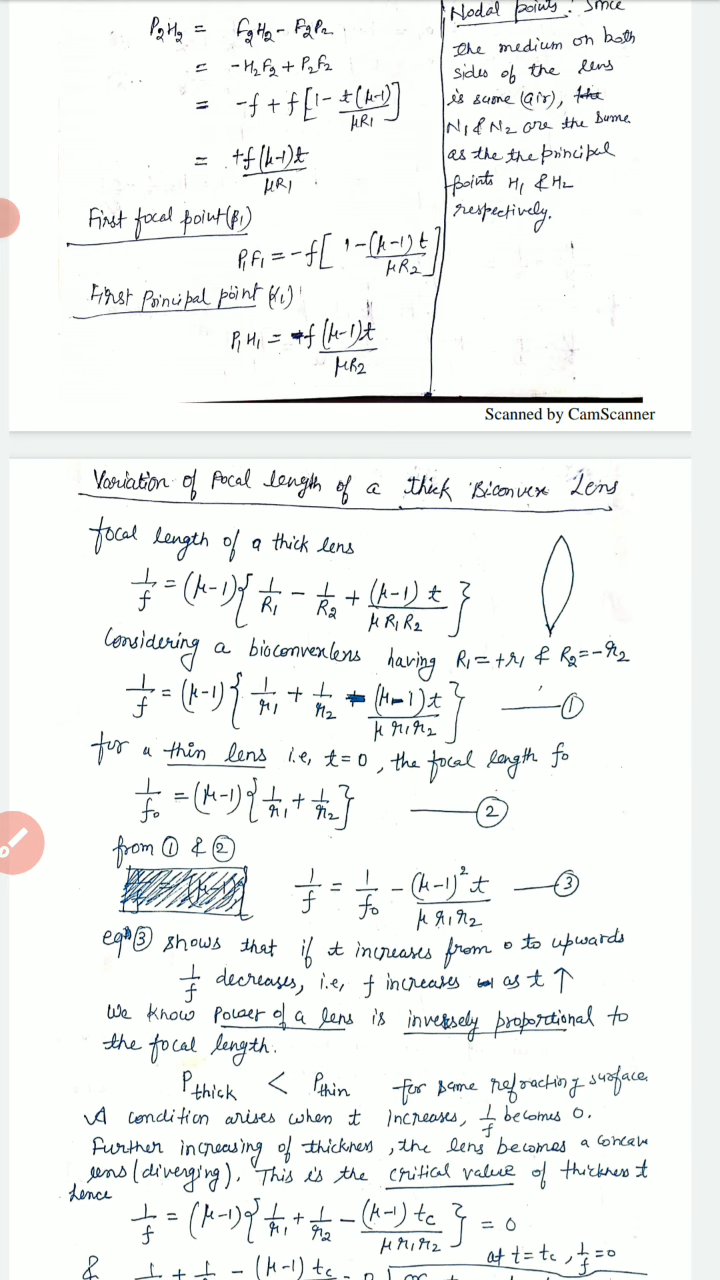 P₂H₂ = F₂H₂ - F₂P₂
= -H₂F₂ + P₂F₂
= -f + f[1 - t(μ-1)/μR₁]
= +f(μ-1)t/μR₁
First focal point (β₁)
P₁F₁ = -f[1 - (μ-1)t/μR₂]
First Principal point
P₁H₁ = +f(μ-1)t/μR₂
Nodal points: Since
the medium on both
sides of the lens
is same (air),
N₁ & N₂ are the same
as the the principal
points H₁ & H₂
respectively.
Scanned by CamScanner
Variation of focal length of a thick Biconvex Lens
focal length of a thick lens
1/f = (μ-1){1/R₁ - 1/R₂ + (μ-1)t/μR₁R₂}
Considering a bioconvexlens having R₁ = +r₁ & R₂ = -r₂
1/f = (μ-1){1/r₁ + 1/r₂ - (μ-1)t/μr₁r₂} — ①
for a thin lens i.e, t=0, the focal length f₀
1/f₀ = (μ-1){1/r₁ + 1/r₂} — ②
from ① & ②
1/f = 1/f₀ - (μ-1)²t/μr₁r₂ — ③
eqⁿ ③ shows that if t increases from 0 to upwards
1/f decreases, i.e, f increases as t ↑
We know Power of a lens is inversely proportional to
the focal length.
P thick < P thin for same refracting surface.
A condition arises when t increases, 1/f becomes 0.
Further increasing of thickness, the lens becomes a concave
lens (diverging). This is the critical value of thickness t
hence
1/f = (μ-1){1/r₁ + 1/r₂ - (μ-1)tc/μr₁r₂} = 0
at t = tc, 1/f = 0
&